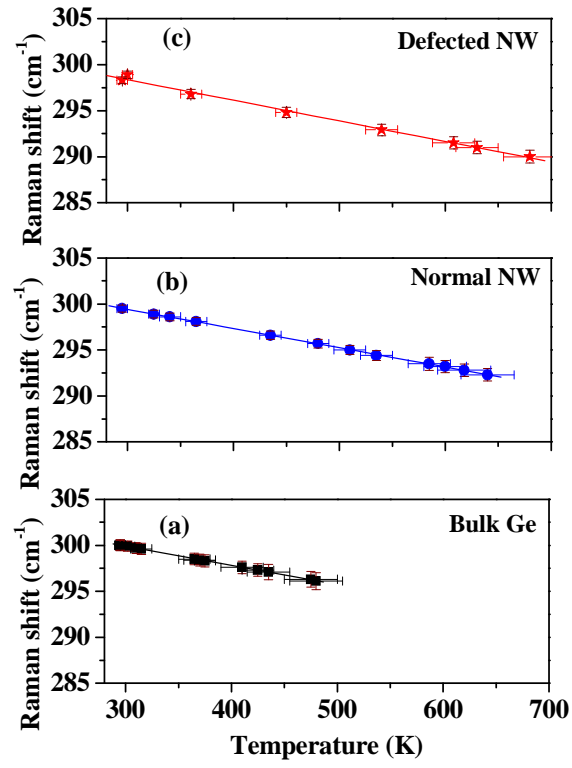 (c)
Defected NW
Raman shift (cm⁻¹)
305
300
295
290
285
(b)
Normal NW
Raman shift (cm⁻¹)
305
300
295
290
285
(a)
Bulk Ge
Raman shift (cm⁻¹)
305
300
295
290
285
300 400 500 600 700
Temperature (K)